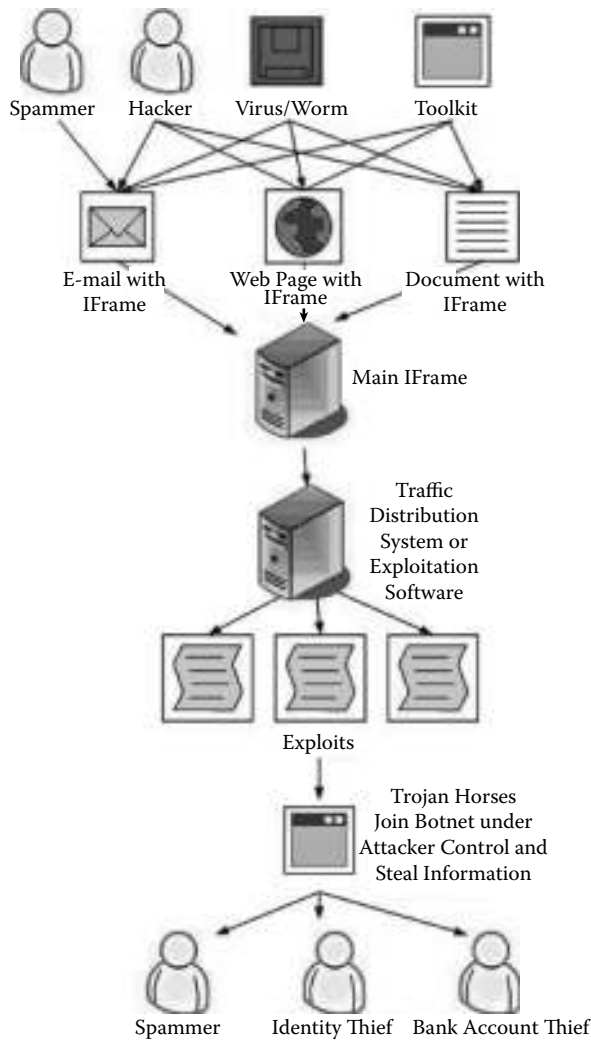 Spammer
Hacker
Virus/Worm
Toolkit
E-mail with
IFrame
Web Page with
IFrame
Document with
IFrame
Main IFrame
Traffic
Distribution
System or
Exploitation
Software
Exploits
Trojan Horses
Join Botnet under
Attacker Control and
Steal Information
Spammer
Identity Thief
Bank Account Thief